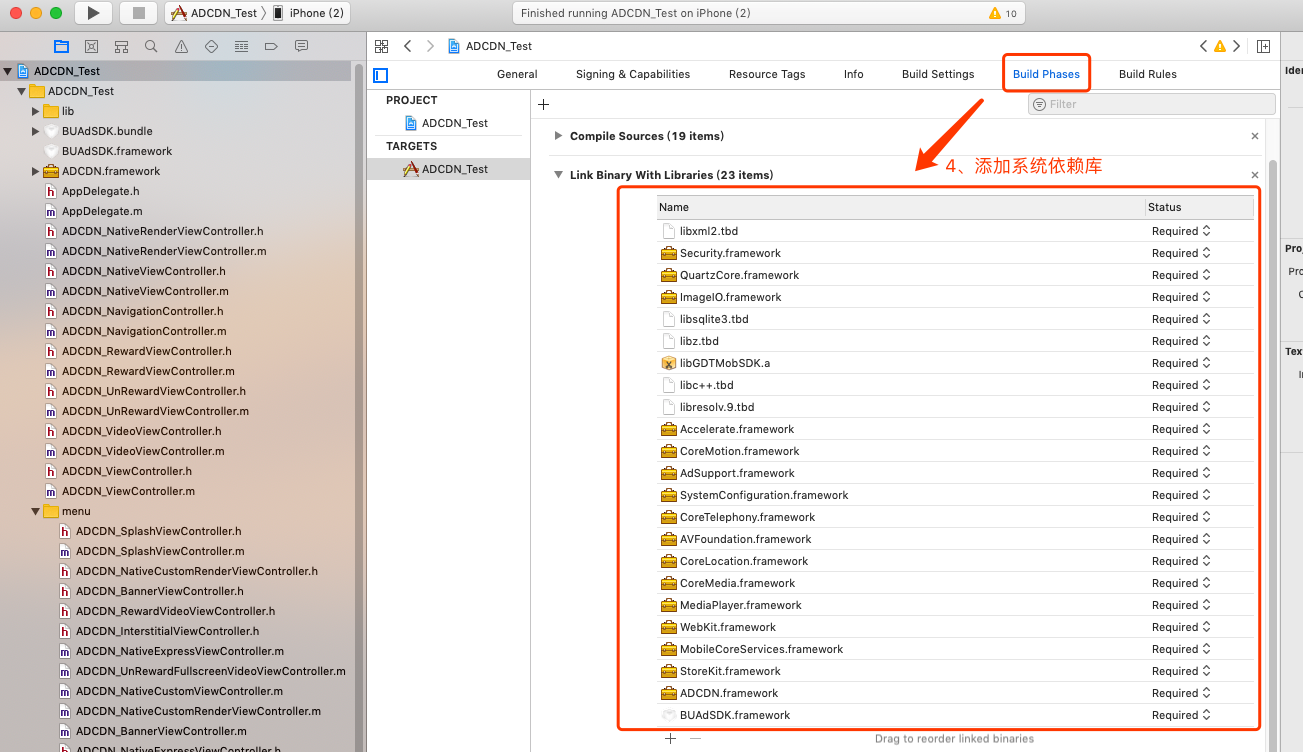 ADCDN_Test
iPhone (2)
Finished running ADCDN_Test on iPhone (2)
10
ADCDN_Test
ADCDN_Test
lib
BUAdSDK.bundle
BUAdSDK.framework
ADCDN.framework
AppDelegate.h
AppDelegate.m
ADCDN_NativeRenderViewController.h
ADCDN_NativeRenderViewController.m
ADCDN_NativeViewController.h
ADCDN_NativeViewController.m
ADCDN_NavigationController.h
ADCDN_NavigationController.m
ADCDN_RewardViewController.h
ADCDN_RewardViewController.m
ADCDN_UnRewardViewController.h
ADCDN_UnRewardViewController.m
ADCDN_VideoViewController.h
ADCDN_VideoViewController.m
ADCDN_ViewController.h
ADCDN_ViewController.m
menu
ADCDN_SplashViewController.h
ADCDN_SplashViewController.m
ADCDN_NativeCustomRenderViewController.h
ADCDN_BannerViewController.h
ADCDN_RewardVideoViewController.h
ADCDN_InterstitialViewController.h
ADCDN_NativeExpressViewController.m
ADCDN_UnRewardFullscreenVideoViewController.m
ADCDN_NativeCustomViewController.m
ADCDN_NativeCustomRenderViewController.m
ADCDN_BannerViewController.m
ADCDN_NativeExpressViewController.h
ADCDN_Test
General
Signing & Capabilities
Resource Tags
Info
Build Settings
Build Phases
Build Rules
PROJECT
ADCDN_Test
TARGETS
ADCDN_Test
Filter
Compile Sources (19 items)
4、添加系统依赖库
Link Binary With Libraries (23 items)
Name Status
libxml2.tbd Required
Security.framework Required
QuartzCore.framework Required
ImageIO.framework Required
libsqlite3.tbd Required
libz.tbd Required
libGDTMobSDK.a Required
libc++.tbd Required
libresolv.9.tbd Required
Accelerate.framework Required
CoreMotion.framework Required
AdSupport.framework Required
SystemConfiguration.framework Required
CoreTelephony.framework Required
AVFoundation.framework Required
CoreLocation.framework Required
CoreMedia.framework Required
MediaPlayer.framework Required
WebKit.framework Required
MobileCoreServices.framework Required
StoreKit.framework Required
ADCDN.framework Required
BUAdSDK.framework Required
Drag to reorder linked binaries